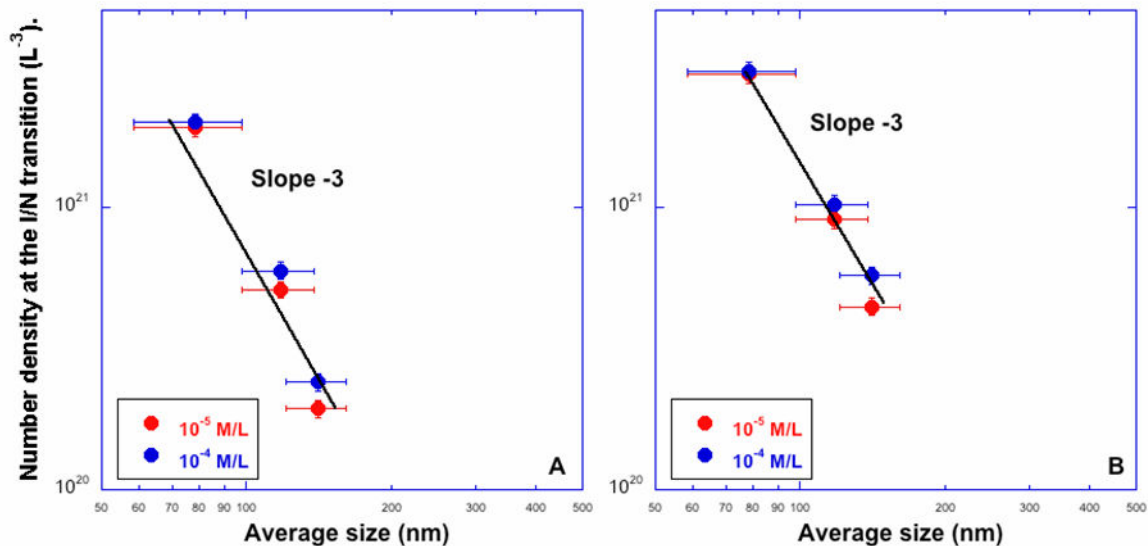 Number density at the I/N transition (L⁻³).
10²¹
10²⁰
Slope -3
10⁻⁵ M/L
10⁻⁴ M/L
A
50 60 70 80 90 100 200 300 400 500
Average size (nm)
10²¹
10²⁰
Slope -3
10⁻⁵ M/L
10⁻⁴ M/L
B
50 60 70 80 90 100 200 300 400 500
Average size (nm)